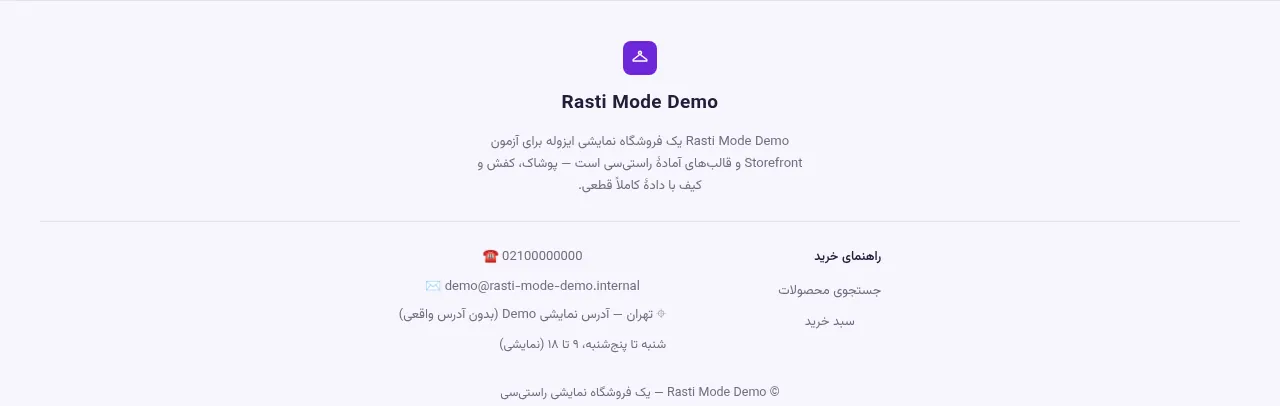 Rasti Mode Demo
Rasti Mode Demo یک فروشگاه نمایشی ایزوله برای آزمون
Storefront و قالب‌های آمادهٔ راستی‌سی است — پوشاک، کفش و
کیف با دادهٔ کاملاً قطعی.
راهنمای خرید
جستجوی محصولات
سبد خرید
☎️ 02100000000
✉️ demo@rasti-mode-demo.internal
⌖ تهران — آدرس نمایشی Demo (بدون آدرس واقعی)
شنبه تا پنج‌شنبه، ۹ تا ۱۸ (نمایشی)
© Rasti Mode Demo — یک فروشگاه نمایشی راستی‌سی